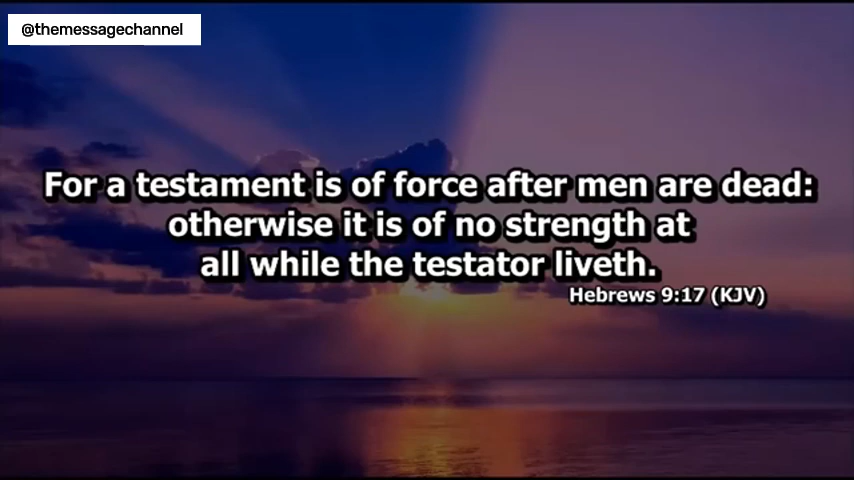 @themessagechannel
For a testament is of force after men are dead:
otherwise it is of no strength at
all while the testator liveth.
Hebrews 9:17 (KJV)